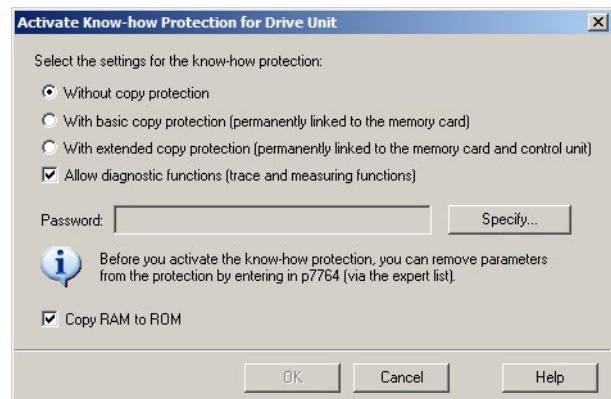 Activate Know-how Protection for Drive Unit
Select the settings for the know-how protection:
Without copy protection
With basic copy protection (permanently linked to the memory card)
With extended copy protection (permanently linked to the memory card and control unit)
Allow diagnostic functions (trace and measuring functions)
Password:
Specify...
Before you activate the know-how protection, you can remove parameters
from the protection by entering in p7764 (via the expert list).
Copy RAM to ROM
OK
Cancel
Help